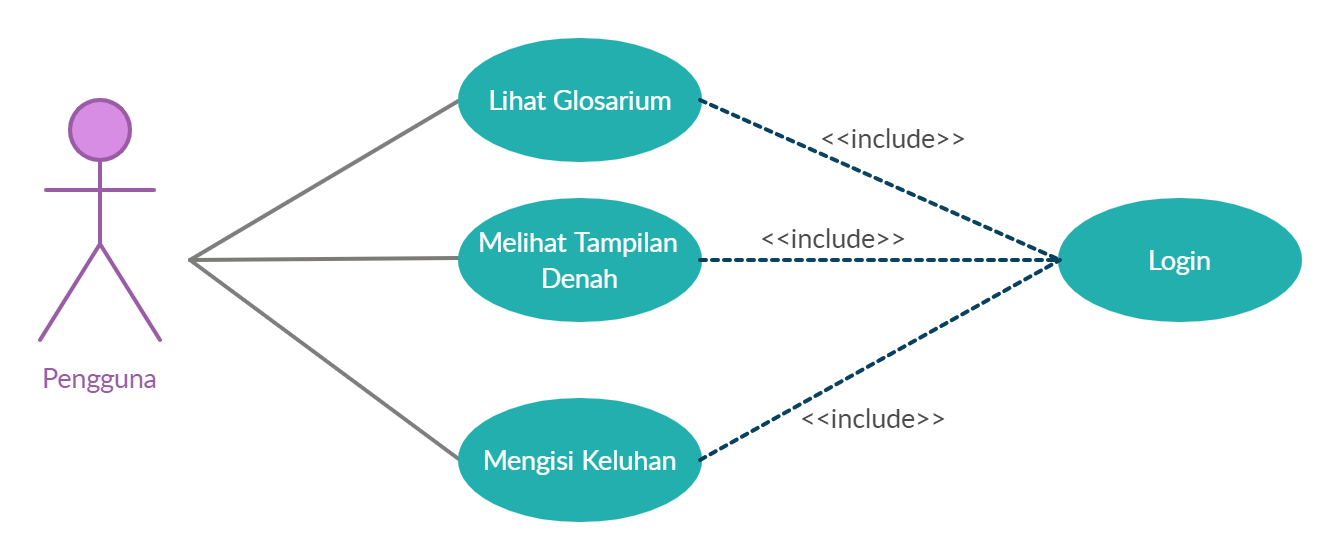 Pengguna
Lihat Glosarium
Melihat Tampilan
Denah
Mengisi Keluhan
<<include>>
<<include>>
<<include>>
Login